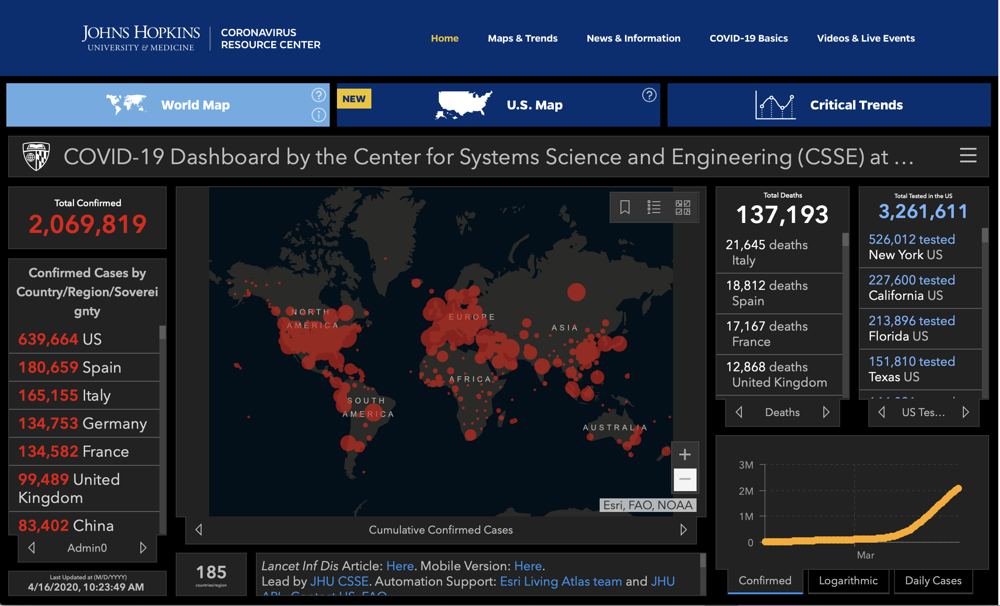 JOHNS HOPKINS
UNIVERSITY & MEDICINE
CORONAVIRUS
RESOURCE CENTER
Home
Maps & Trends
News & Information
COVID-19 Basics
Videos & Live Events
World Map
NEW
U.S. Map
Critical Trends
COVID-19 Dashboard by the Center for Systems Science and Engineering (CSSE) at ...
Total Confirmed
2,069,819
Confirmed Cases by
Country/Region/Soverei
gnty
639,664 US
180,659 Spain
165,155 Italy
134,753 Germany
134,582 France
99,489 United
Kingdom
83,402 China
Admin0
Last Updated at (M/D/YYYY)
4/16/2020, 10:23:49 AM
NORTH
AMERICA
EUROPE
ASIA
AFRICA
SOUTH
AMERICA
AUSTRALIA
Esri, FAO, NOAA
Cumulative Confirmed Cases
185
countries/region
Lancet Inf Dis Article: Here. Mobile Version: Here.
Lead by JHU CSSE. Automation Support: Esri Living Atlas team and JHU
APL. Contact US. FAQ.
Total Deaths
137,193
21,645 deaths
Italy
18,812 deaths
Spain
17,167 deaths
France
12,868 deaths
United Kingdom
Deaths
Total Tested in the US
3,261,611
526,012 tested
New York US
227,600 tested
California US
213,896 tested
Florida US
151,810 tested
Texas US
US Tes...
3M
2M
1M
0
Mar
Confirmed
Logarithmic
Daily Cases